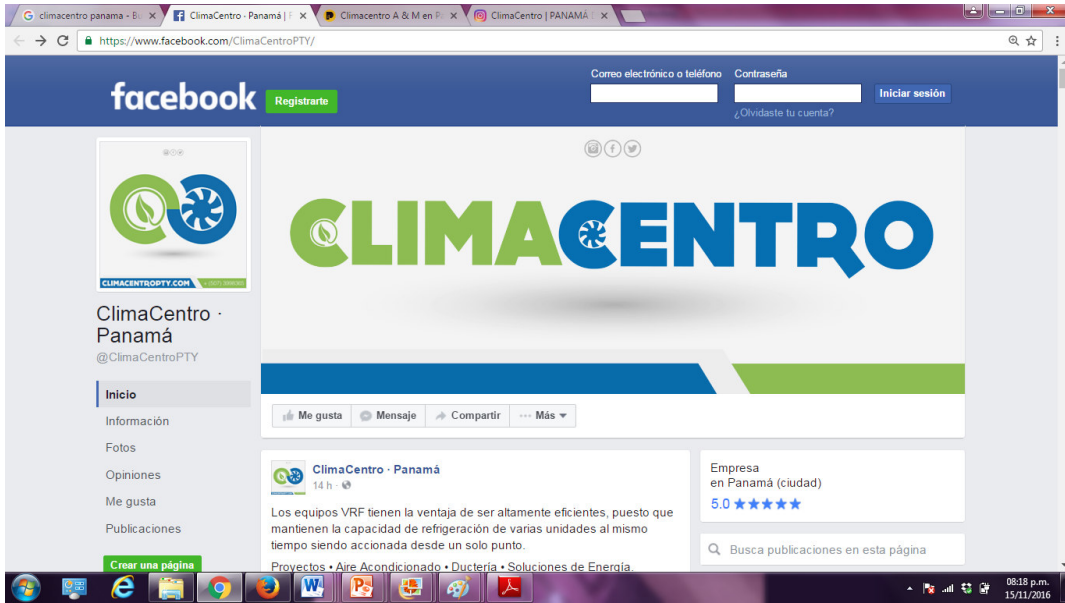 climacentro panama - Bu
ClimaCentro - Panamá | F
Climacentro A & M en Pa
ClimaCentro | PANAMÁ
https://www.facebook.com/ClimaCentroPTY/
Correo electrónico o teléfono Contraseña
facebook Registrarte Iniciar sesión
¿Olvidaste tu cuenta?
CLIMACENTRO
CLIMACENTROPTY.COM
ClimaCentro ·
Panamá
@ClimaCentroPTY
Inicio
Información
Fotos
Opiniones
Me gusta
Publicaciones
Crear una página
Me gusta Mensaje Compartir Más
ClimaCentro · Panamá
14 h ·
Los equipos VRF tienen la ventaja de ser altamente eficientes, puesto que
mantienen la capacidad de refrigeración de varias unidades al mismo
tiempo siendo accionada desde un solo punto.
Proyectos • Aire Acondicionado • Ductería • Soluciones de Energía.
Empresa
en Panamá (ciudad)
5.0 ★★★★★
Busca publicaciones en esta página
08:18 p.m.
15/11/2016